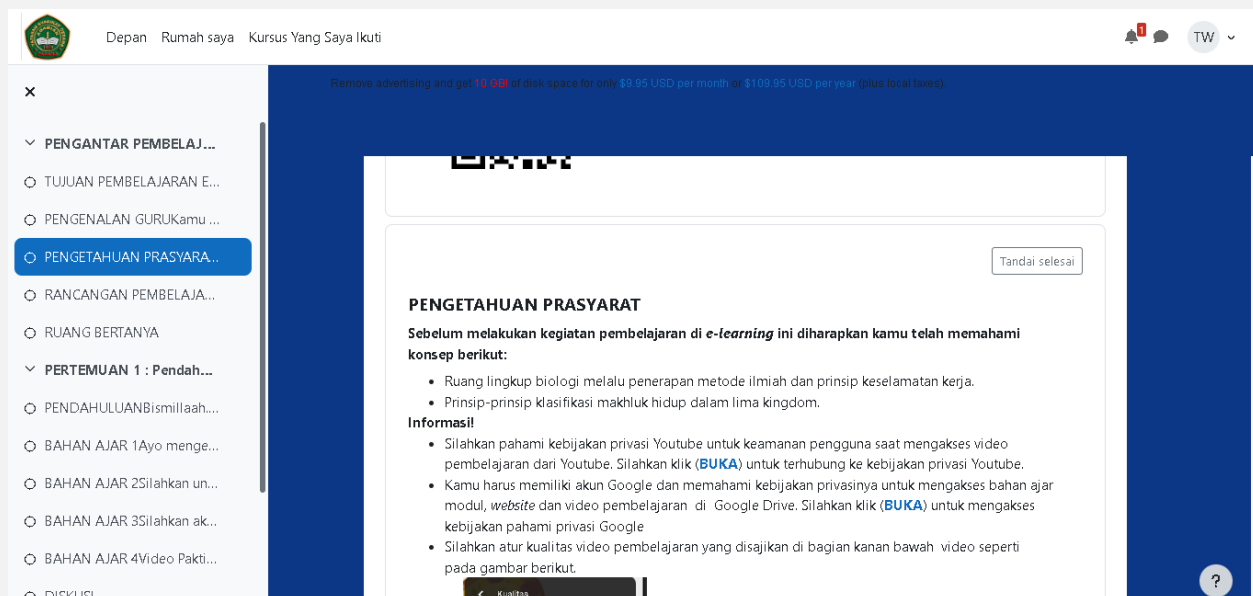 Depan Rumah saya Kursus Yang Saya Ikuti
1
TW
Remove advertising and get 10 GBI of disk space for only $9.95 USD per month or $109.95 USD per year (plus local taxes)
PENGANTAR PEMBELAJ...
TUJUAN PEMBELAJARAN E...
PENGENALAN GURUKamu ...
PENGETAHUAN PRASYARA...
RANCANGAN PEMBELAJA...
RUANG BERTANYA
PERTEMUAN 1 : Pendah...
PENDAHULUANBismillaah....
BAHAN AJAR 1Ayo menge...
BAHAN AJAR 2Silahkan un...
BAHAN AJAR 3Silahkan ak...
BAHAN AJAR 4Video Pakti...
DISKUSI
Tandai selesai
PENGETAHUAN PRASYARAT
Sebelum melakukan kegiatan pembelajaran di e-learning ini diharapkan kamu telah memahami
konsep berikut:
Ruang lingkup biologi melalu penerapan metode ilmiah dan prinsip keselamatan kerja.
Prinsip-prinsip klasifikasi makhluk hidup dalam lima kingdom.
Informasi!
Silahkan pahami kebijakan privasi Youtube untuk keamanan pengguna saat mengakses video
pembelajaran dari Youtube. Silahkan klik (BUKA) untuk terhubung ke kebijakan privasi Youtube.
Kamu harus memiliki akun Google dan memahami kebijakan privasinya untuk mengakses bahan ajar
modul, website dan video pembelajaran di Google Drive. Silahkan klik (BUKA) untuk mengakses
kebijakan pahami privasi Google
Silahkan atur kualitas video pembelajaran yang disajikan di bagian kanan bawah video seperti
pada gambar berikut.
Kualitas
?